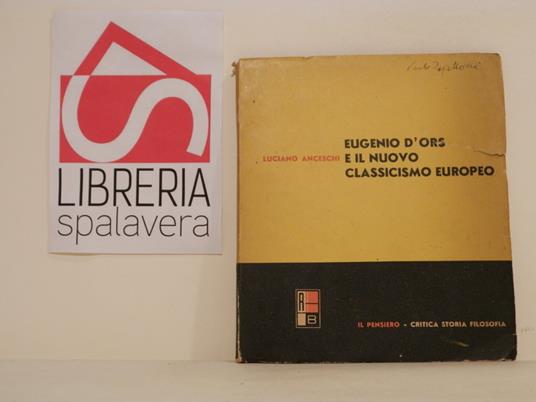 LIBRERIA
spalavera
LUCIANO ANCESCHI
EUGENIO D'ORS
E IL NUOVO
CLASSICISMO EUROPEO
A
B
IL PENSIERO - CRITICA STORIA FILOSOFIA